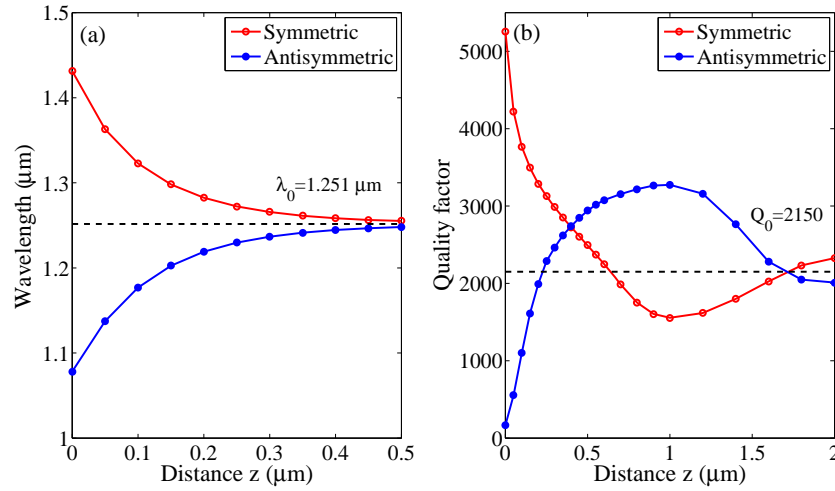 (a)
Symmetric
Antisymmetric
λ0=1.251 μm
Wavelength (μm)
1.5
1.4
1.3
1.2
1.1
1
0
0.1
0.2
0.3
0.4
0.5
Distance z (μm)
(b)
Symmetric
Antisymmetric
Q0=2150
Quality factor
5000
4000
3000
2000
1000
0
0
0.5
1
1.5
2
Distance z (μm)